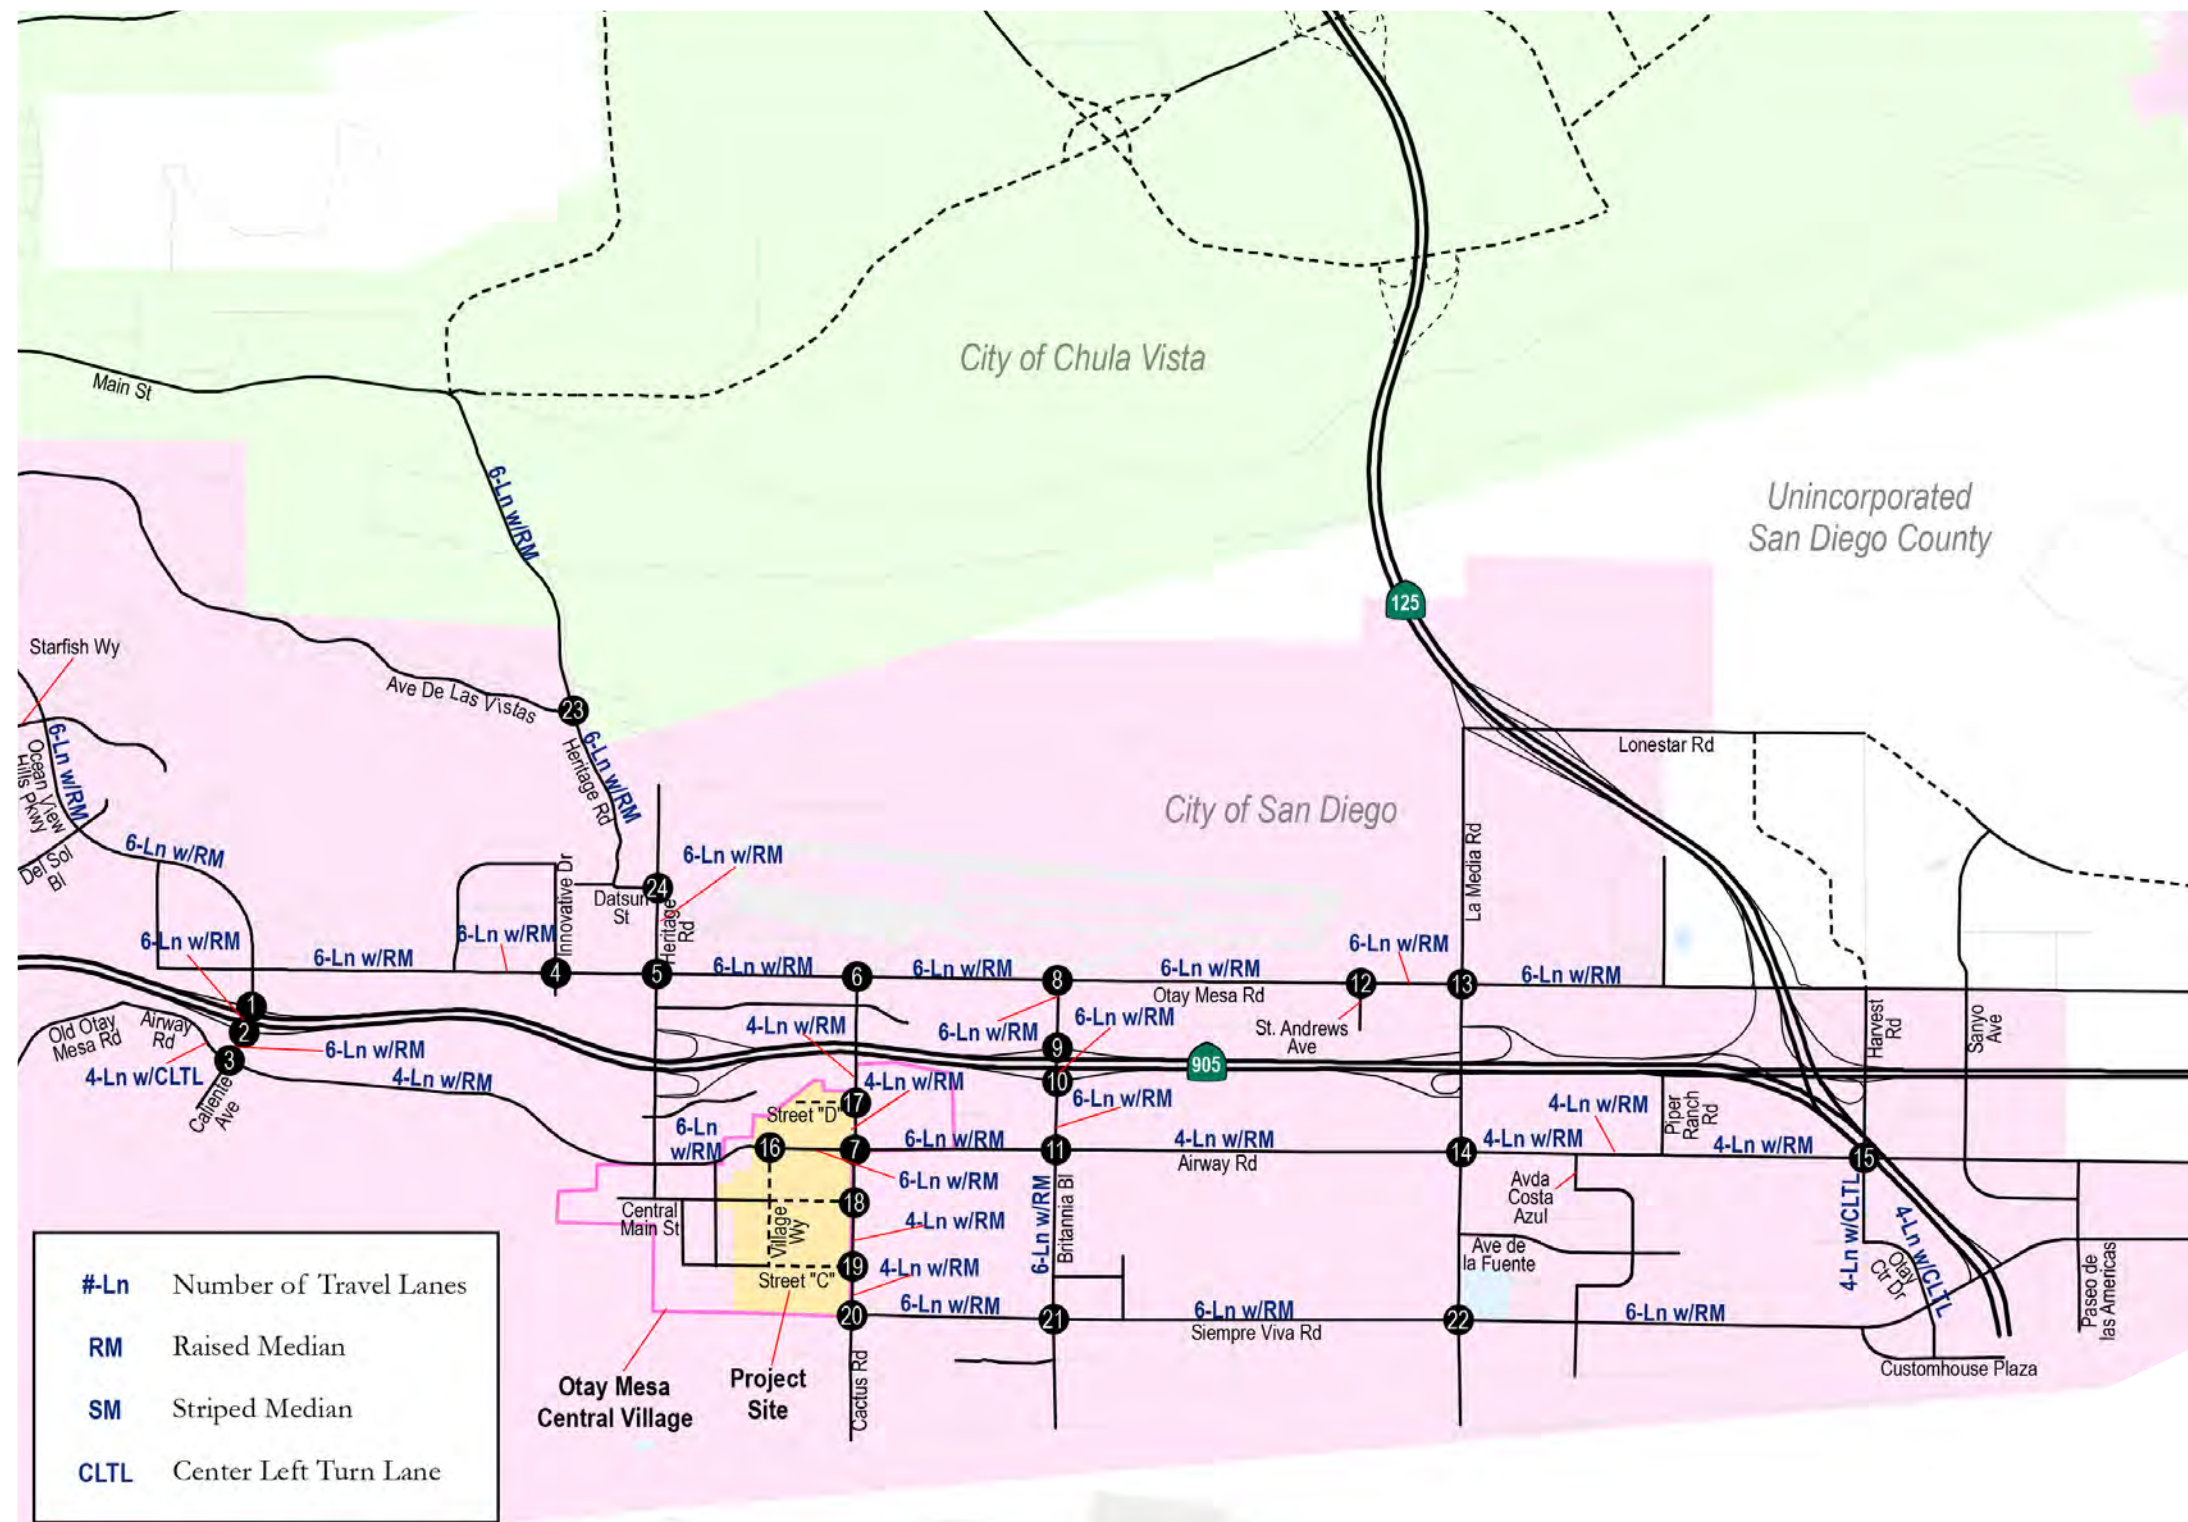 City of Chula Vista
Main St
6-Ln w/RM
Unincorporated
San Diego County
125
Starfish Wy
Ave De Las Vistas
23
6-Ln w/RM
Heritage Rd
6-Ln w/RM
Ocean View
Hills Pkwy
Lonestar Rd
City of San Diego
La Media Rd
6-Ln w/RM
Del Sol
Bl
6-Ln w/RM
Innovative Dr
Datsun
St
24
Heritage
Rd
6-Ln w/RM
6-Ln w/RM
6-Ln w/RM
4
5
6-Ln w/RM
6
6-Ln w/RM
8
6-Ln w/RM
Otay Mesa Rd
12
6-Ln w/RM
13
6-Ln w/RM
1
2
3
Old Otay
Mesa Rd
Airway
Rd
6-Ln w/RM
4-Ln w/CLTL
4-Ln w/RM
Caliente
Ave
4-Ln w/RM
6-Ln w/RM
9
6-Ln w/RM
10
St. Andrews
Ave
905
Harvest
Rd
Sanyo
Ave
4-Ln w/RM
17
Street "D"
6-Ln w/RM
6-Ln
w/RM
16
7
6-Ln w/RM
11
4-Ln w/RM
Airway Rd
14
4-Ln w/RM
4-Ln w/RM
Piper
Ranch
Rd
4-Ln w/RM
15
6-Ln w/RM
18
Central
Main St
Village
Wy
4-Ln w/RM
6-Ln w/RM
Britannia Bl
Avda
Costa
Azul
Ave de
la Fuente
4-Ln w/CLTL
4-Ln w/CLTL
Otay
Ctr Dr
Paseo de
las Americas
19
Street "C"
4-Ln w/RM
20
6-Ln w/RM
21
6-Ln w/RM
Siempre Viva Rd
22
6-Ln w/RM
Customhouse Plaza
Cactus Rd
Otay Mesa
Central Village
Project
Site
#-Ln Number of Travel Lanes
RM Raised Median
SM Striped Median
CLTL Center Left Turn Lane